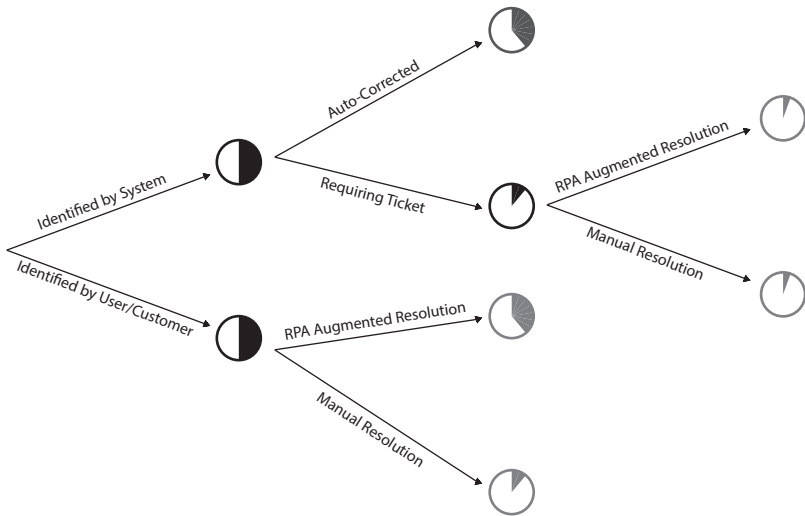 Auto-Corrected
RPA Augmented Resolution
Identified by System
Requiring Ticket
Manual Resolution
Identified by User/Customer
RPA Augmented Resolution
Manual Resolution